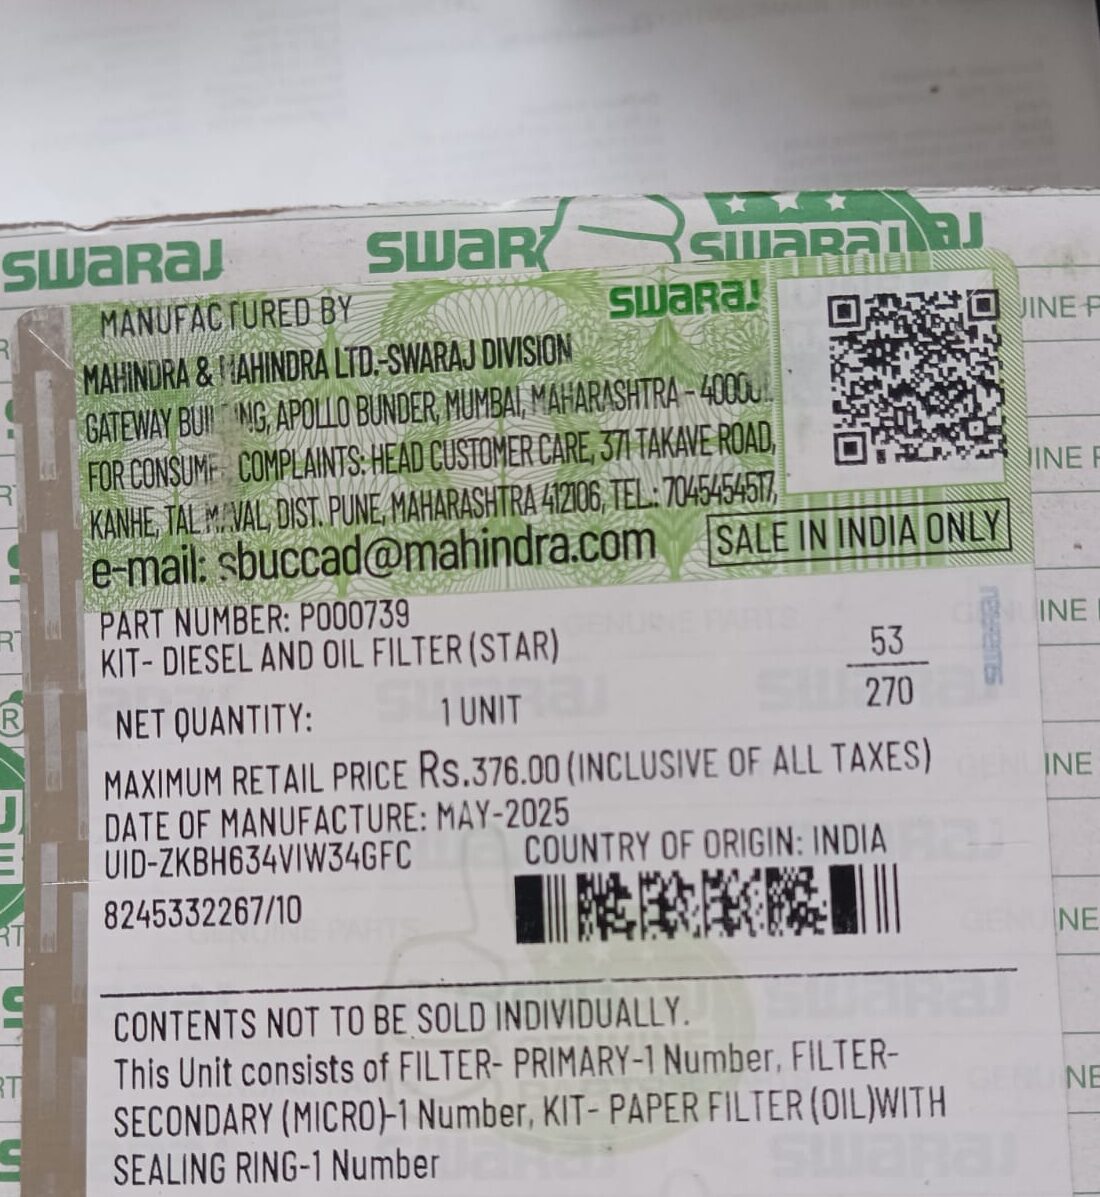 SWARAJ SWARAJ SWARAJ
MANUFACTURED BY
SWARAJ
MAHINDRA & MAHINDRA LTD.-SWARAJ DIVISION
GATEWAY BUILDING, APOLLO BUNDER, MUMBAI, MAHARASHTRA -
FOR CONSUMER COMPLAINTS: HEAD CUSTOMER CARE, 371 TAKAVE ROAD,
KANHE, TAL MAVAL, DIST. PUNE, MAHARASHTRA 412106, TEL.: 7045454517,
e-mail: sbuccad@mahindra.com
SALE IN INDIA ONLY
PART NUMBER: P000739
KIT- DIESEL AND OIL FILTER (STAR)
53
270
NET QUANTITY: 1 UNIT
MAXIMUM RETAIL PRICE Rs.376.00 (INCLUSIVE OF ALL TAXES)
DATE OF MANUFACTURE: MAY-2025
UID-ZKBH634VIW34GFC
COUNTRY OF ORIGIN: INDIA
8245332267/10
CONTENTS NOT TO BE SOLD INDIVIDUALLY.
This Unit consists of FILTER- PRIMARY-1 Number, FILTER-
SECONDARY (MICRO)-1 Number, KIT- PAPER FILTER (OIL)WITH
SEALING RING-1 Number